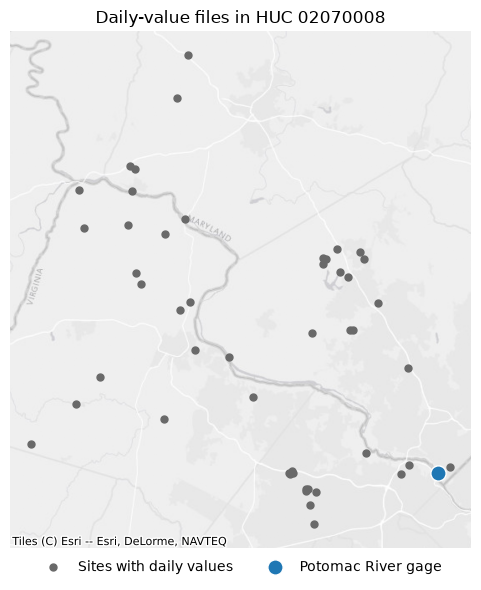 Daily-value files in HUC 02070008
MARYLAND
VIRGINIA
Tiles (C) Esri -- Esri, DeLorme, NAVTEQ
Sites with daily values
Potomac River gage